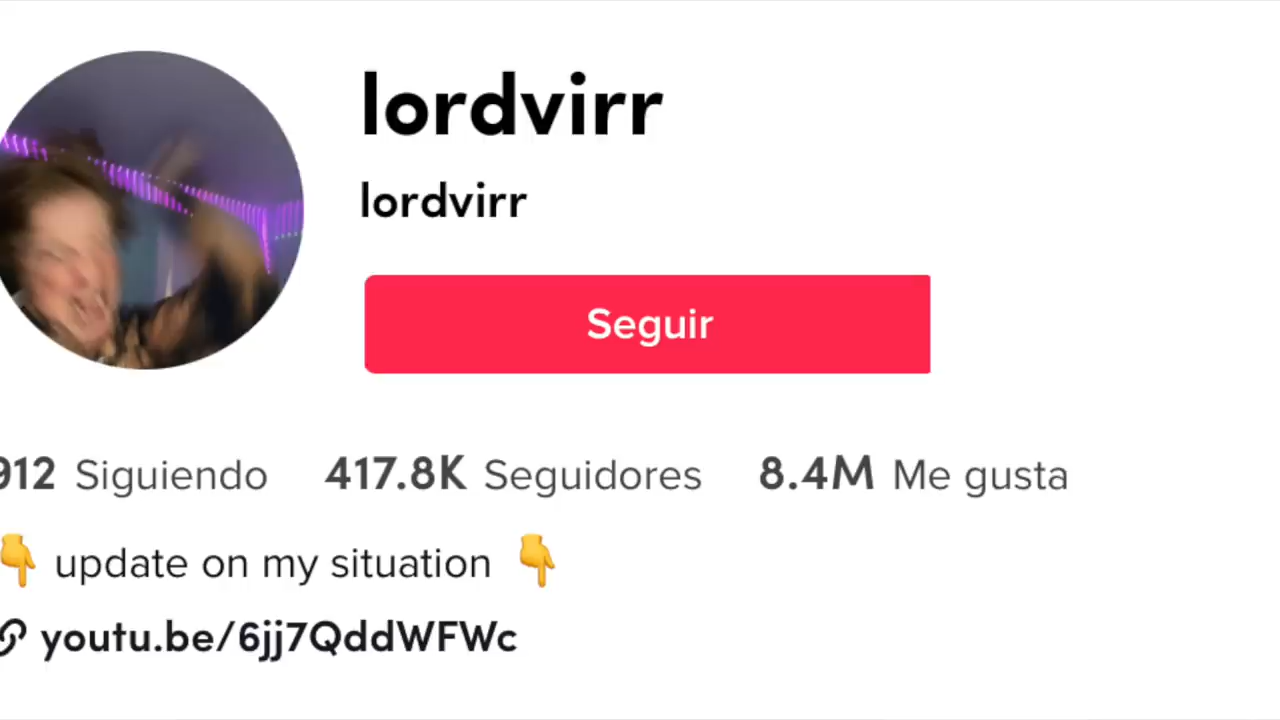 lordvirr
lordvirr
Seguir
912 Siguiendo 417.8K Seguidores 8.4M Me gusta
👇 update on my situation 👇
youtu.be/6jj7QddWFWc